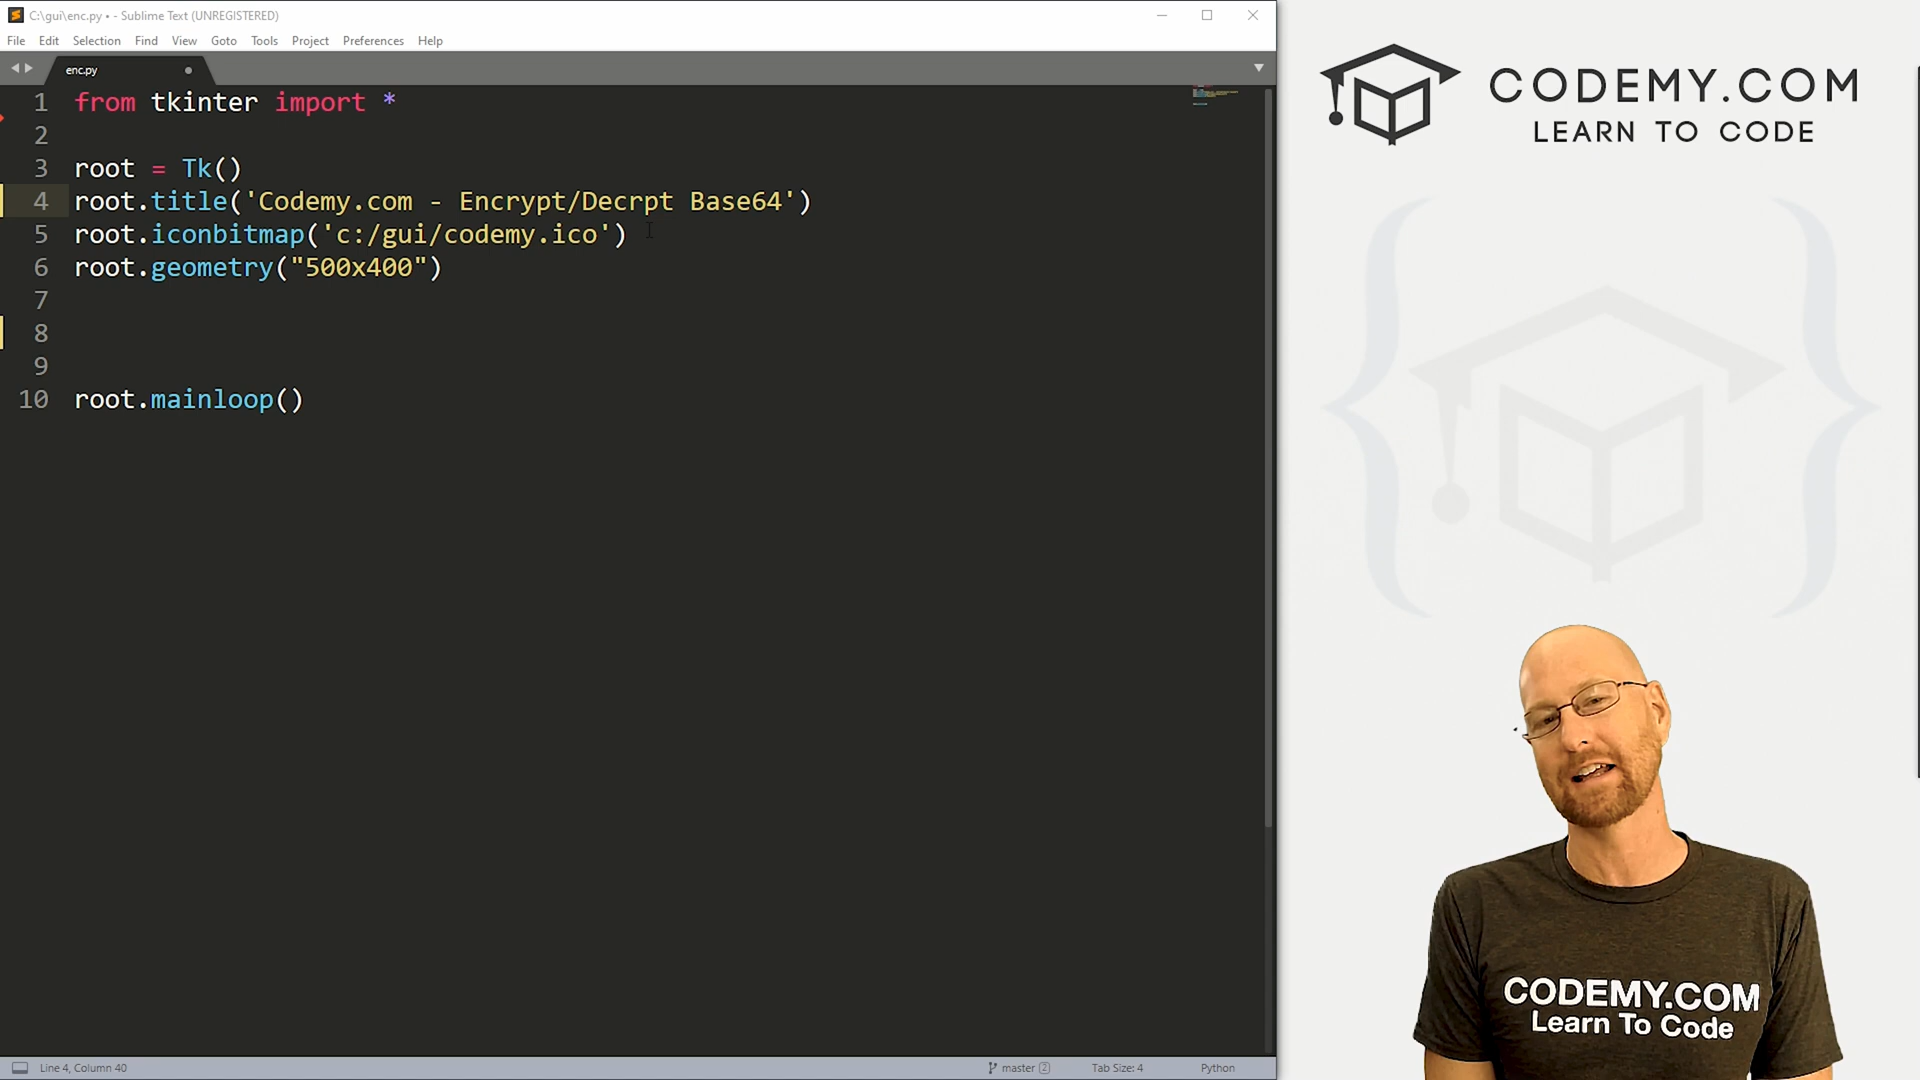 C:\gui\enc.py • - Sublime Text (UNREGISTERED)
File Edit Selection Find View Goto Tools Project Preferences Help
enc.py
1 from tkinter import *
2
3 root = Tk()
4 root.title('Codemy.com - Encrypt/Decrpt Base64')
5 root.iconbitmap('c:/gui/codemy.ico')
6 root.geometry("500x400")
7
8
9
10 root.mainloop()
Line 4, Column 40
master 2
Tab Size: 4
Python
CODEMY.COM
LEARN TO CODE
CODEMY.COM
Learn To Code